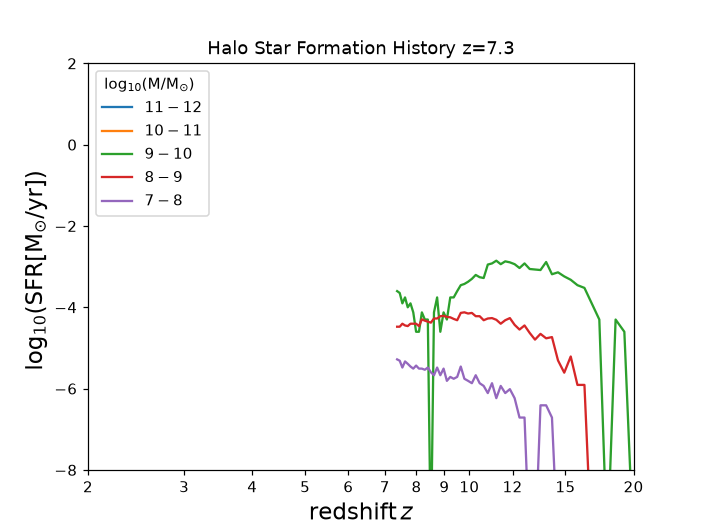 Halo Star Formation History z=7.3
log₁₀(M/M☉)
11 − 12
10 − 11
9 − 10
8 − 9
7 − 8
log₁₀(SFR[M☉/yr])
2
0
−2
−4
−6
−8
2 3 4 5 6 7 8 9 10 12 15 20
redshift z